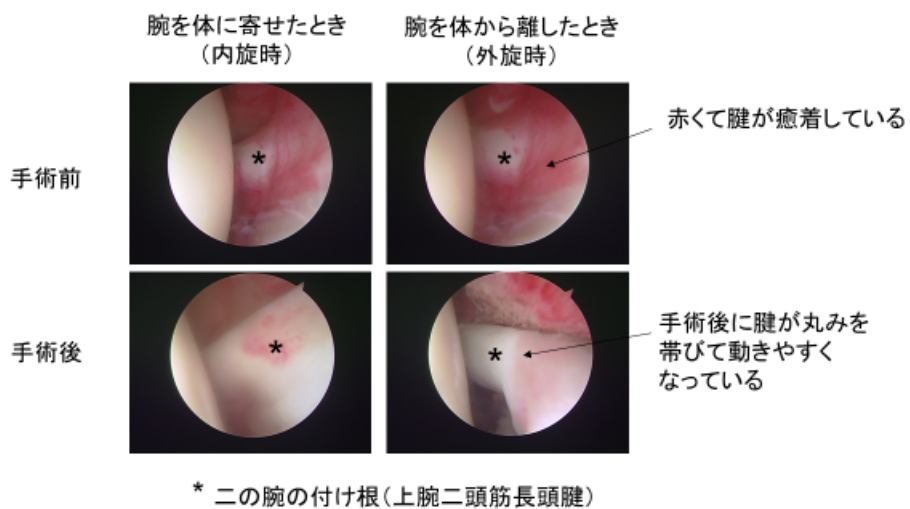 腕を体に寄せたとき
（内旋時）
腕を体から離したとき
（外旋時）
手術前
*
*
赤くて腱が癒着している
手術後
*
*
手術後に腱が丸みを
帯びて動きやすく
なっている
* 二の腕の付け根（上腕二頭筋長頭腱）